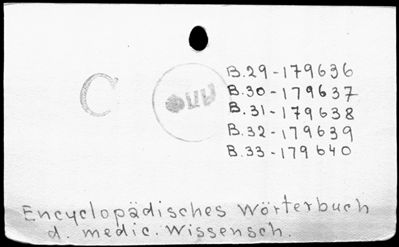 B.29-179636
B.30-179637
C
B.31-179638
B.32-179639
B.33-179640
Encyclopädisches Wörterbuch
d. medic. Wissensch.